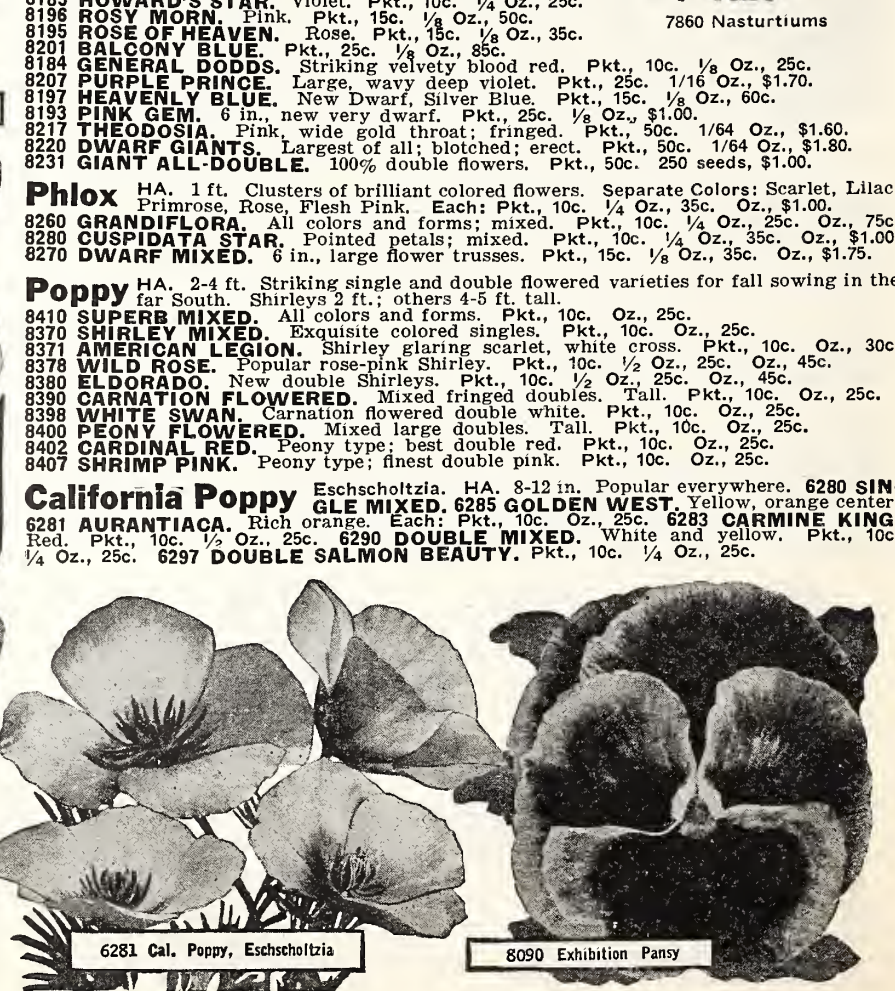 8185 HOWARD'S STAR. Violet. Pkt., 10c. ¼ Oz., 25c.
8196 ROSY MORN. Pink. Pkt., 15c. ⅛ Oz., 50c.
7860 Nasturtiums
8195 ROSE OF HEAVEN. Rose. Pkt., 15c. ⅛ Oz., 35c.
8201 BALCONY BLUE. Pkt., 25c. ⅛ Oz., 85c.
8184 GENERAL DODDS. Striking velvety blood red. Pkt., 10c. ⅛ Oz., 25c.
8207 PURPLE PRINCE. Large, wavy deep violet. Pkt., 25c. 1/16 Oz., $1.70.
8197 HEAVENLY BLUE. New Dwarf, Silver Blue. Pkt., 15c. ⅛ Oz., 60c.
8193 PINK GEM. 6 in., new very dwarf. Pkt., 25c. ⅛ Oz., $1.00.
8217 THEODOSIA. Pink, wide gold throat; fringed. Pkt., 50c. 1/64 Oz., $1.60.
8220 DWARF GIANTS. Largest of all; blotched; erect. Pkt., 50c. 1/64 Oz., $1.80.
8231 GIANT ALL-DOUBLE. 100% double flowers. Pkt., 50c. 250 seeds, $1.00.
Phlox HA. 1 ft. Clusters of brilliant colored flowers. Separate Colors: Scarlet, Lilac
Primrose, Rose, Flesh Pink. Each: Pkt., 10c. ¼ Oz., 35c. Oz., $1.00.
8260 GRANDIFLORA. All colors and forms; mixed. Pkt., 10c. ¼ Oz., 25c. Oz., 75c
8280 CUSPIDATA STAR. Pointed petals; mixed. Pkt., 10c. ¼ Oz., 35c. Oz., $1.00
8270 DWARF MIXED. 6 in., large flower trusses. Pkt., 15c. ⅛ Oz., 35c. Oz., $1.75.
Poppy HA. 2-4 ft. Striking single and double flowered varieties for fall sowing in the
far South. Shirleys 2 ft.; others 4-5 ft. tall.
8410 SUPERB MIXED. All colors and forms. Pkt., 10c. Oz., 25c.
8370 SHIRLEY MIXED. Exquisite colored singles. Pkt., 10c. Oz., 25c.
8371 AMERICAN LEGION. Shirley glaring scarlet, white cross. Pkt., 10c. Oz., 30c
8378 WILD ROSE. Popular rose-pink Shirley. Pkt., 10c. ½ Oz., 25c. Oz., 45c.
8380 ELDORADO. New double Shirleys. Pkt., 10c. ½ Oz., 25c. Oz., 45c.
8390 CARNATION FLOWERED. Mixed fringed doubles. Tall. Pkt., 10c. Oz., 25c.
8398 WHITE SWAN. Carnation flowered double white. Pkt., 10c. Oz., 25c.
8400 PEONY FLOWERED. Mixed large doubles. Tall. Pkt., 10c. Oz., 25c.
8402 CARDINAL RED. Peony type; best double red. Pkt., 10c. Oz., 25c.
8407 SHRIMP PINK. Peony type; finest double pink. Pkt., 10c. Oz., 25c.
California Poppy Eschscholtzia. HA. 8-12 in. Popular everywhere. 6280 SIN-
GLE MIXED. 6285 GOLDEN WEST. Yellow, orange center
6281 AURANTIACA. Rich orange. Each: Pkt., 10c. Oz., 25c. 6283 CARMINE KING
Red. Pkt., 10c. ½ Oz., 25c. 6290 DOUBLE MIXED. White and yellow. Pkt., 10c
¼ Oz., 25c. 6297 DOUBLE SALMON BEAUTY. Pkt., 10c. ¼ Oz., 25c.
6281 Cal. Poppy, Eschscholtzia
8090 Exhibition Pansy